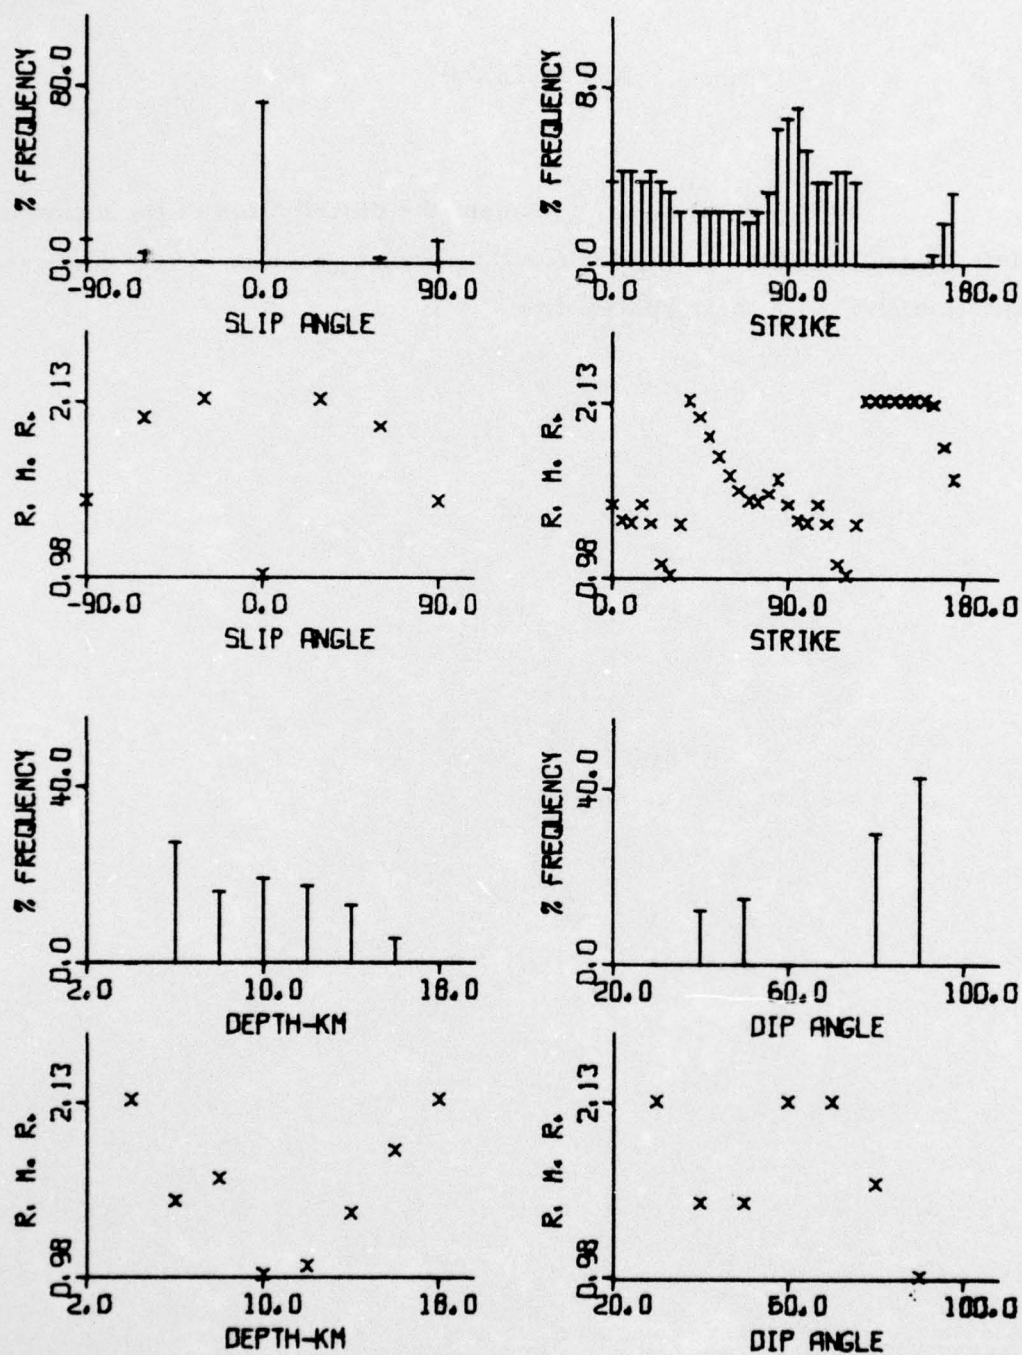 % FREQUENCY
80.0
0.0
-90.0 0.0 90.0
SLIP ANGLE
% FREQUENCY
8.0
0.0
0.0 90.0 180.0
STRIKE
R. M. R.
2.13
0.98
-90.0 0.0 90.0
SLIP ANGLE
R. M. R.
2.13
0.98
0.0 90.0 180.0
STRIKE
% FREQUENCY
40.0
0.0
2.0 10.0 18.0
DEPTH-KM
% FREQUENCY
40.0
0.0
20.0 60.0 100.0
DIP ANGLE
R. M. R.
2.13
0.98
2.0 10.0 18.0
DEPTH-KM
R. M. R.
2.13
0.98
20.0 60.0 100.0
DIP ANGLE